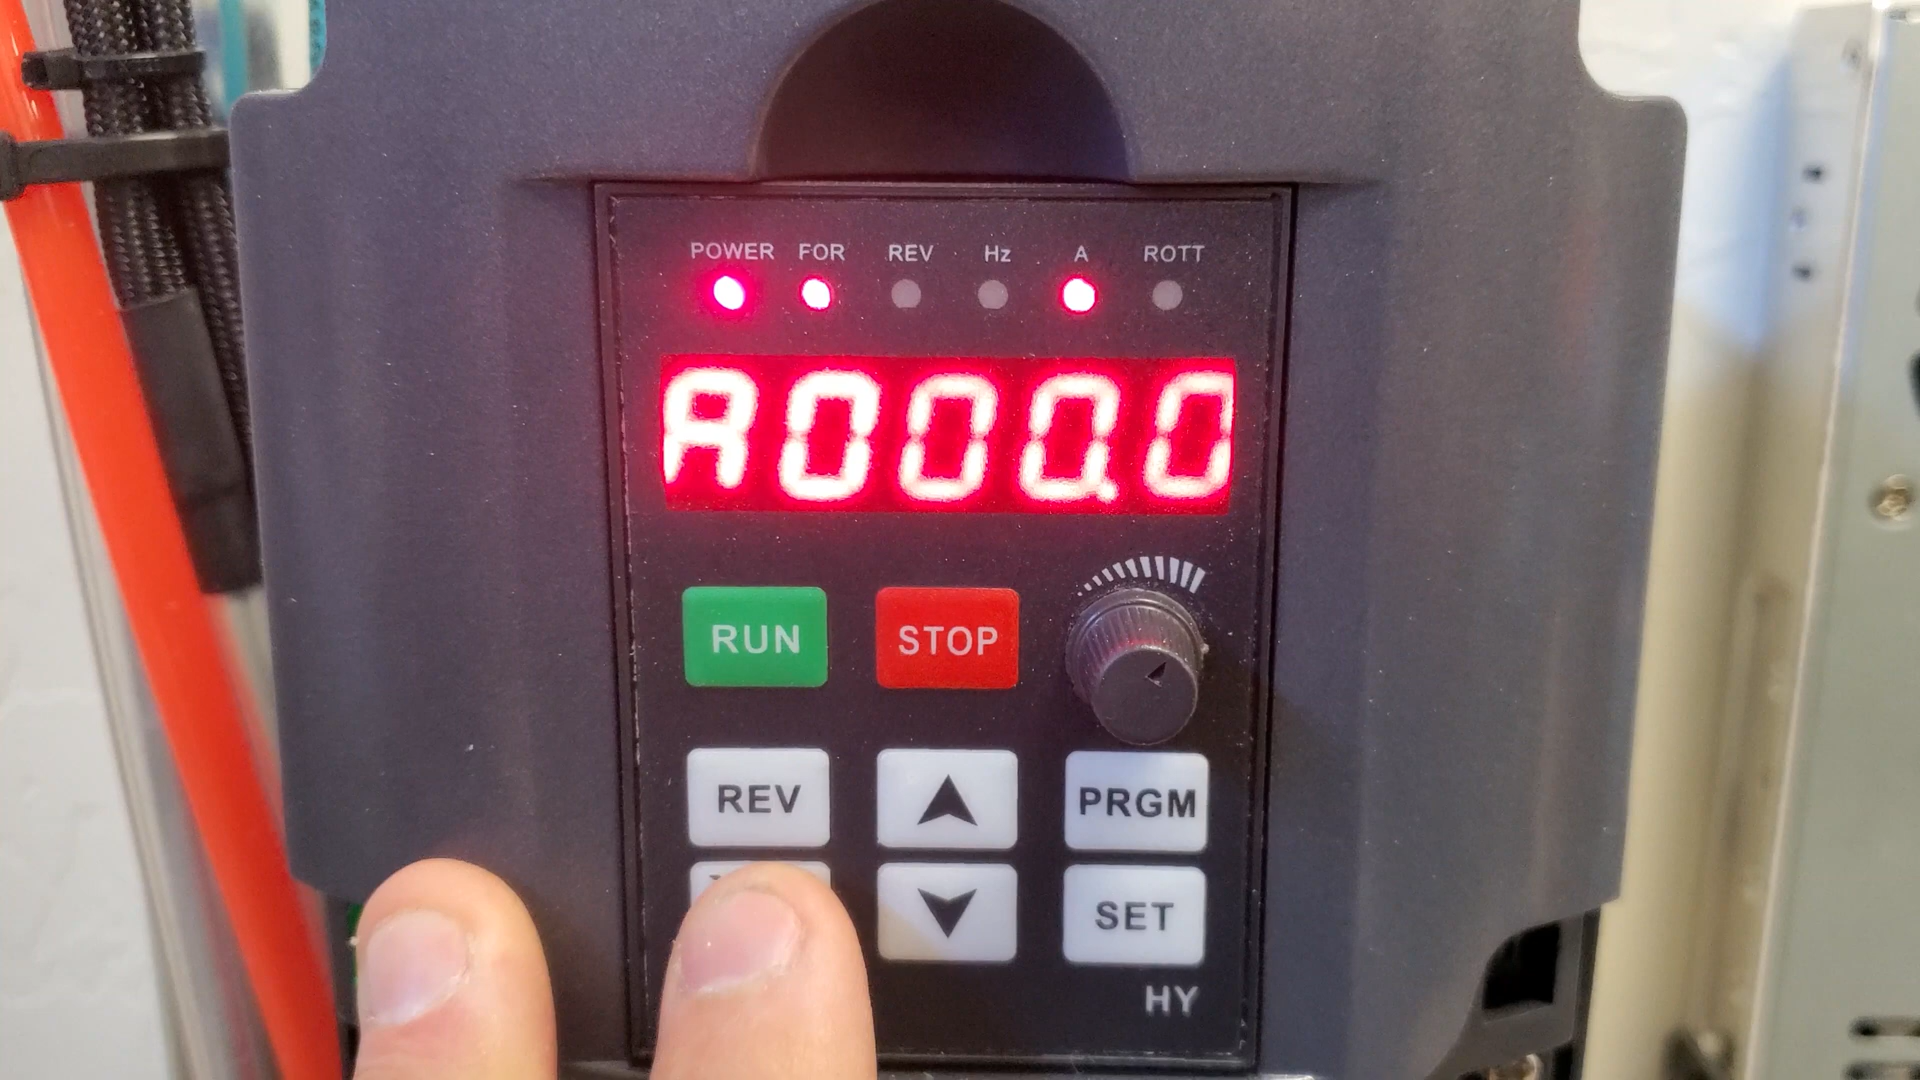 POWER FOR REV Hz A ROTT
A000.0
RUN STOP
REV PRGM
SET
HY